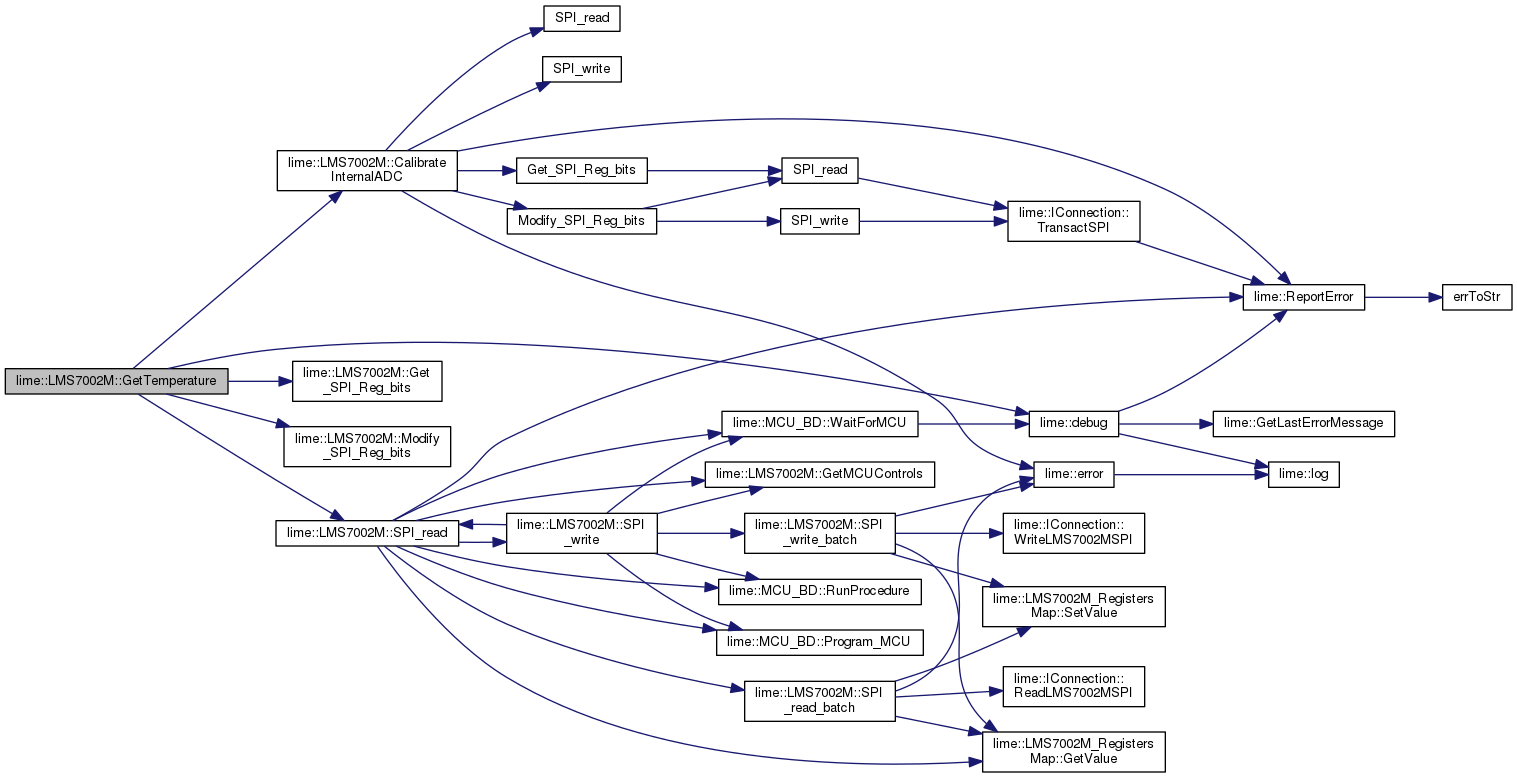 SPI_read
SPI_write
lime::LMS7002M::Calibrate
InternalADC
Get_SPI_Reg_bits
SPI_read
Modify_SPI_Reg_bits
SPI_write
lime::IConnection::
TransactSPI
lime::ReportError
errToStr
lime::LMS7002M::GetTemperature
lime::LMS7002M::Get
_SPI_Reg_bits
lime::LMS7002M::Modify
_SPI_Reg_bits
lime::MCU_BD::WaitForMCU
lime::debug
lime::GetLastErrorMessage
lime::LMS7002M::GetMCUControls
lime::error
lime::log
lime::LMS7002M::SPI_read
lime::LMS7002M::SPI
_write
lime::LMS7002M::SPI
_write_batch
lime::IConnection::
WriteLMS7002MSPI
lime::MCU_BD::RunProcedure
lime::LMS7002M_Registers
Map::SetValue
lime::MCU_BD::Program_MCU
lime::LMS7002M::SPI
_read_batch
lime::IConnection::
ReadLMS7002MSPI
lime::LMS7002M_Registers
Map::GetValue